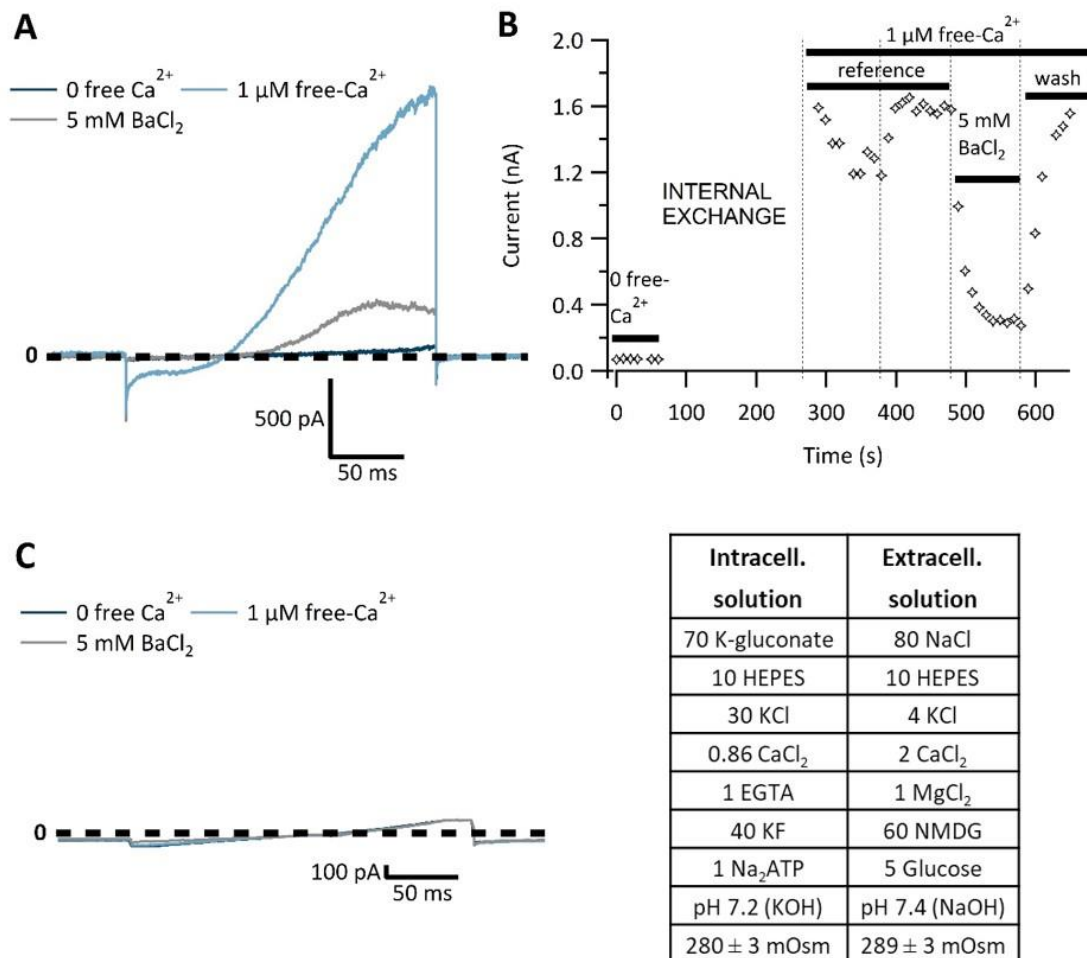 A
0 free Ca²⁺
1 µM free-Ca²⁺
5 mM BaCl₂
0
500 pA
50 ms
B
Current (nA)
2.0
1.6
1.2
0.8
0.4
0.0
1 µM free-Ca²⁺
reference
wash
5 mM
BaCl₂
INTERNAL
EXCHANGE
0 free-
Ca²⁺
0 100 200 300 400 500 600
Time (s)
C
0 free Ca²⁺
1 µM free-Ca²⁺
5 mM BaCl₂
0
100 pA
50 ms
Intracell. solution | Extracell. solution
70 K-gluconate | 80 NaCl
10 HEPES | 10 HEPES
30 KCl | 4 KCl
0.86 CaCl₂ | 2 CaCl₂
1 EGTA | 1 MgCl₂
40 KF | 60 NMDG
1 Na₂ATP | 5 Glucose
pH 7.2 (KOH) | pH 7.4 (NaOH)
280 ± 3 mOsm | 289 ± 3 mOsm